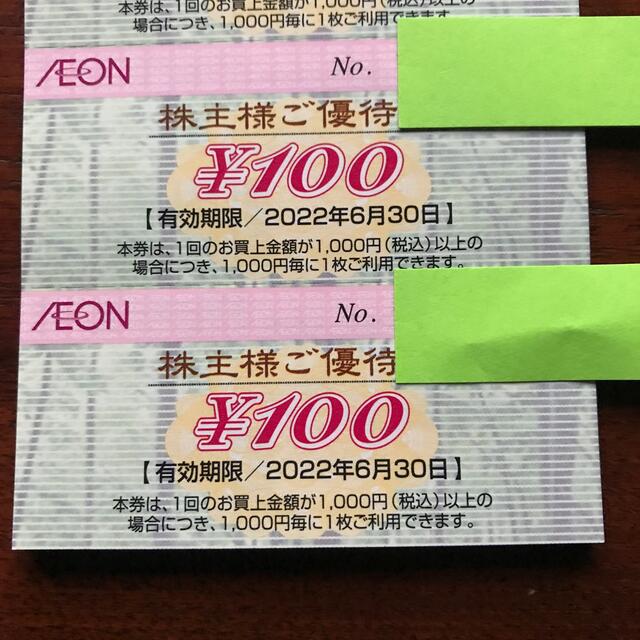 本券は、1回のお買上金額が1,000円(税込)以上の
場合につき、1,000円毎に1枚ご利用できます。
ÆON No.
株主様ご優待
¥100
【有効期限/2022年6月30日】
本券は、1回のお買上金額が1,000円(税込)以上の
場合につき、1,000円毎に1枚ご利用できます。
ÆON No.
株主様ご優待
¥100
【有効期限/2022年6月30日】
本券は、1回のお買上金額が1,000円(税込)以上の
場合につき、1,000円毎に1枚ご利用できます。